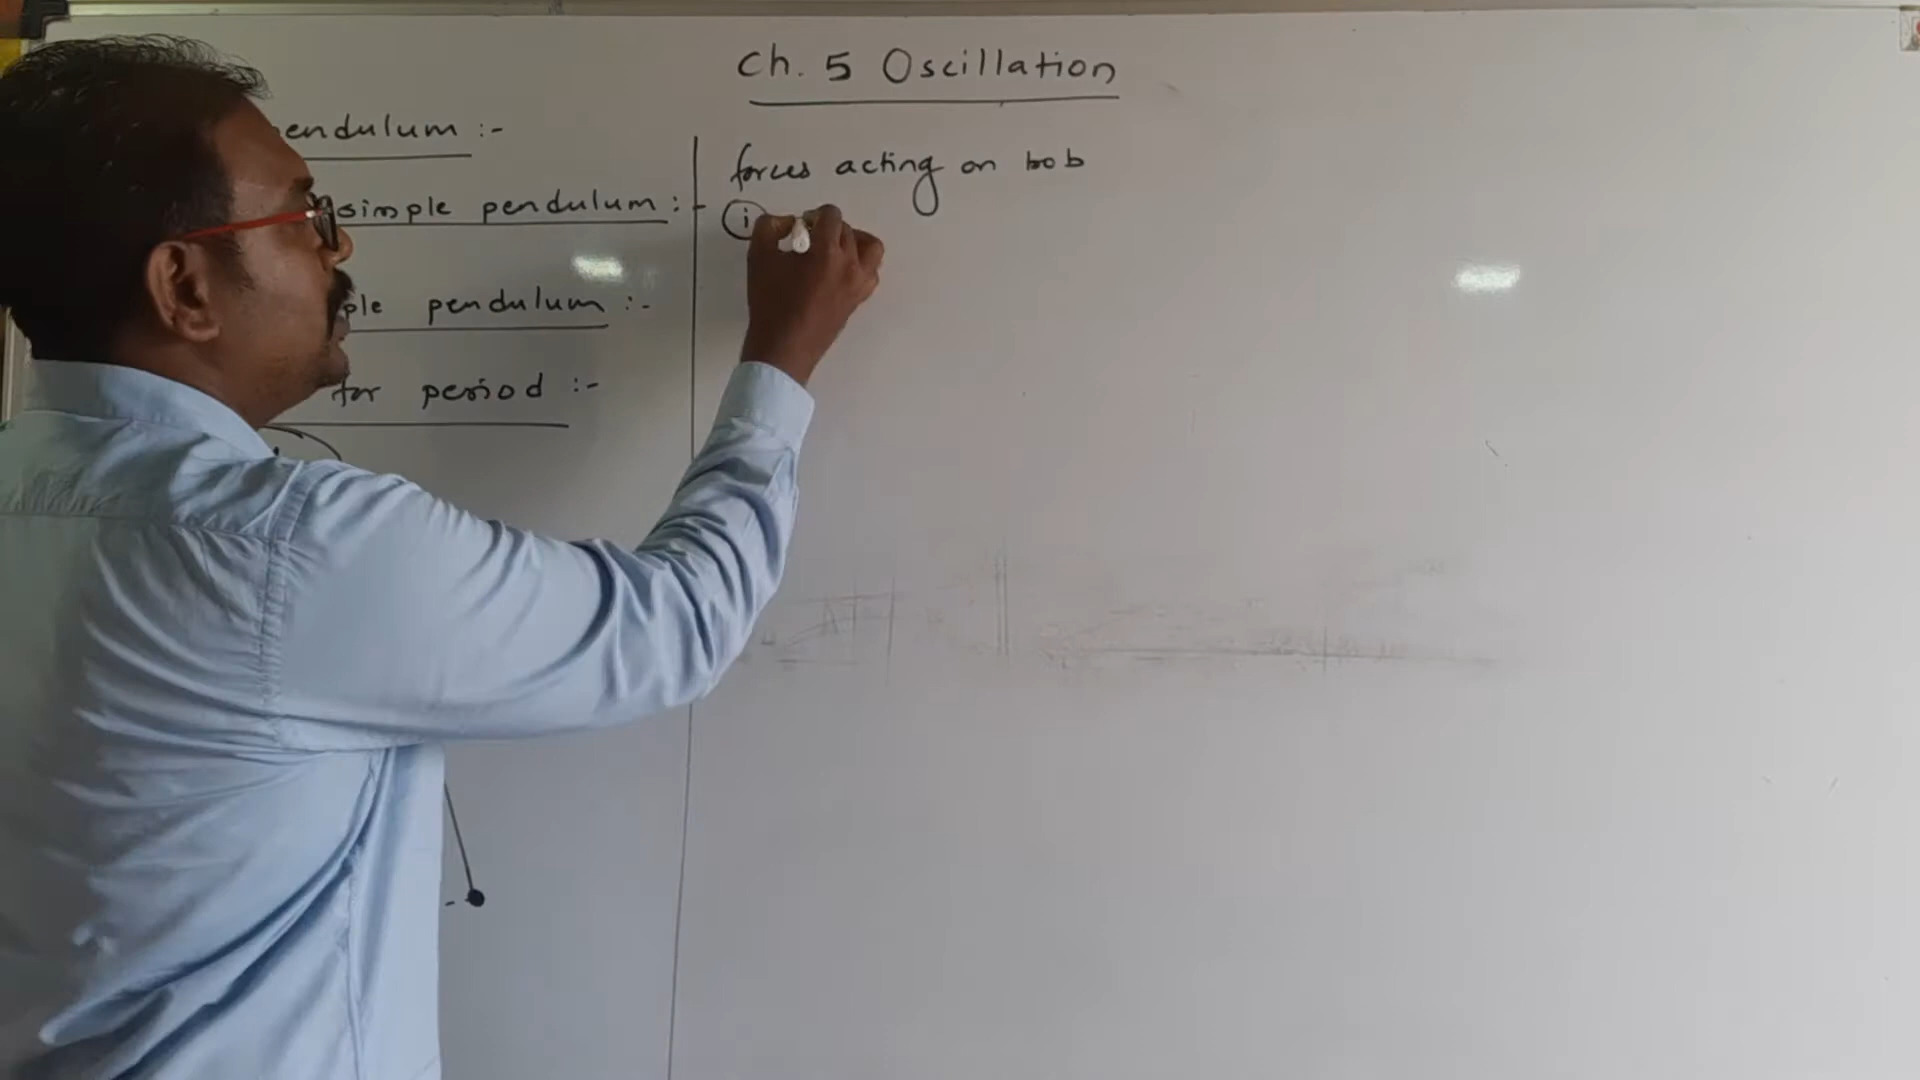 Ch. 5 Oscillation
endulum :-
simple pendulum :-
ple pendulum :-
for period :-
forces acting on bob
i